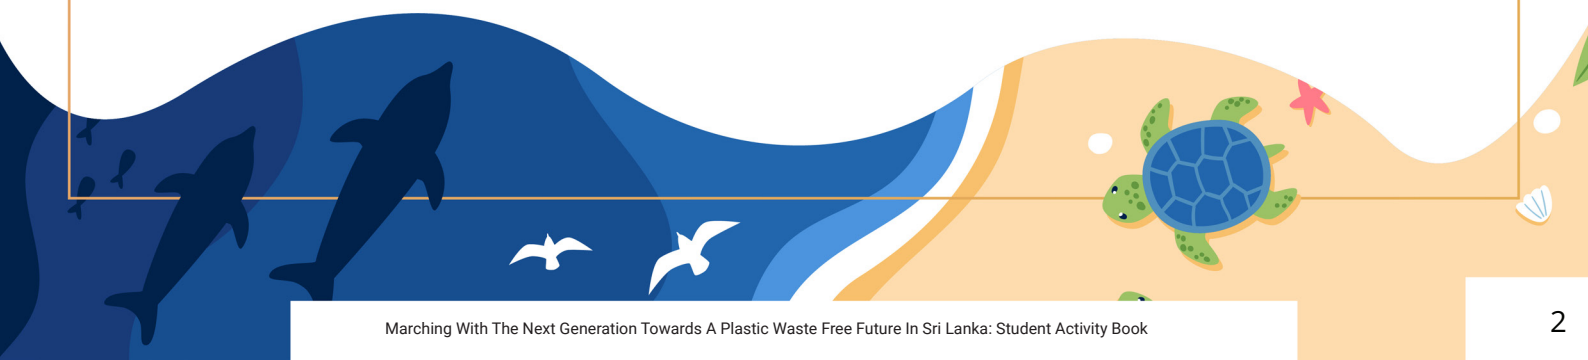 Marching With The Next Generation Towards A Plastic Waste Free Future In Sri Lanka: Student Activity Book
2